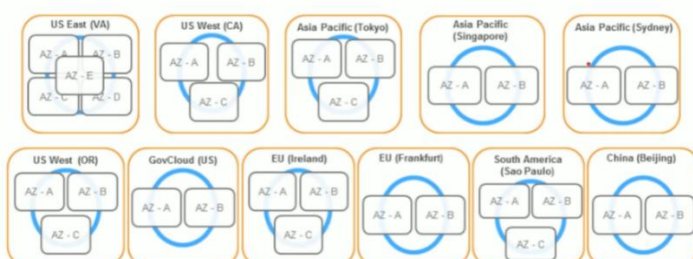 US East (VA)
AZ - A
AZ - B
AZ - E
AZ - C
AZ - D
US West (CA)
AZ - A
AZ - B
AZ - C
Asia Pacific (Tokyo)
AZ - A
AZ - B
AZ - C
Asia Pacific
(Singapore)
AZ - A
AZ - B
Asia Pacific (Sydney)
AZ - A
AZ - B
US West (OR)
AZ - A
AZ - B
AZ - C
GovCloud (US)
AZ - A
AZ - B
EU (Ireland)
AZ - A
AZ - B
AZ - C
EU (Frankfurt)
AZ - A
AZ - B
South America
(Sao Paulo)
AZ - A
AZ - B
AZ - C
China (Beijing)
AZ - A
AZ - B